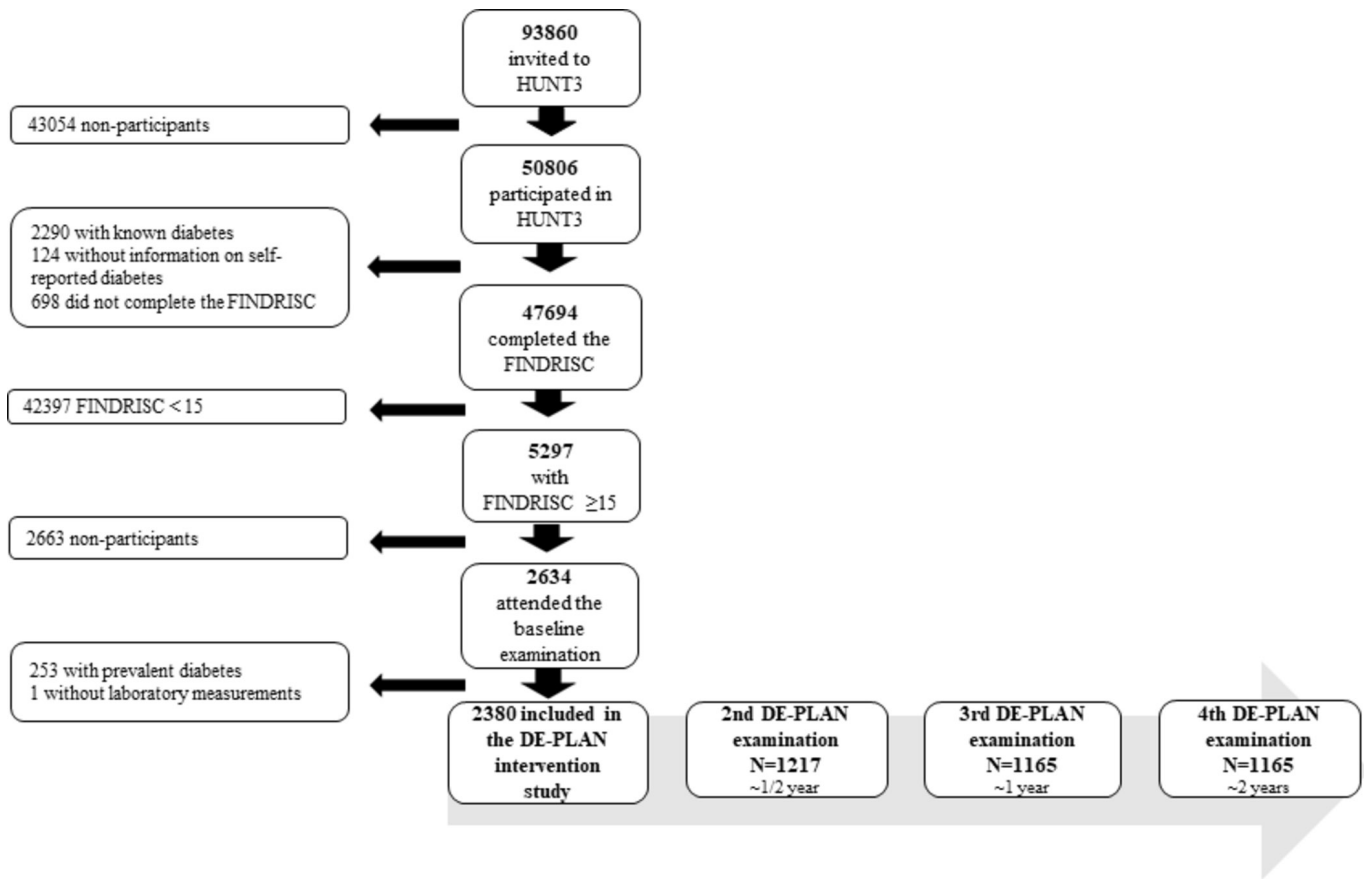 93860
invited to
HUNT3
43054 non-participants
50806
participated in
HUNT3
2290 with known diabetes
124 without information on self-
reported diabetes
698 did not complete the FINDRISC
47694
completed the
FINDRISC
42397 FINDRISC < 15
5297
with
FINDRISC ≥15
2663 non-participants
2634
attended the
baseline
examination
253 with prevalent diabetes
1 without laboratory measurements
2380 included in
the DE-PLAN
intervention
study
2nd DE-PLAN
examination
N=1217
~1/2 year
3rd DE-PLAN
examination
N=1165
~1 year
4th DE-PLAN
examination
N=1165
~2 years